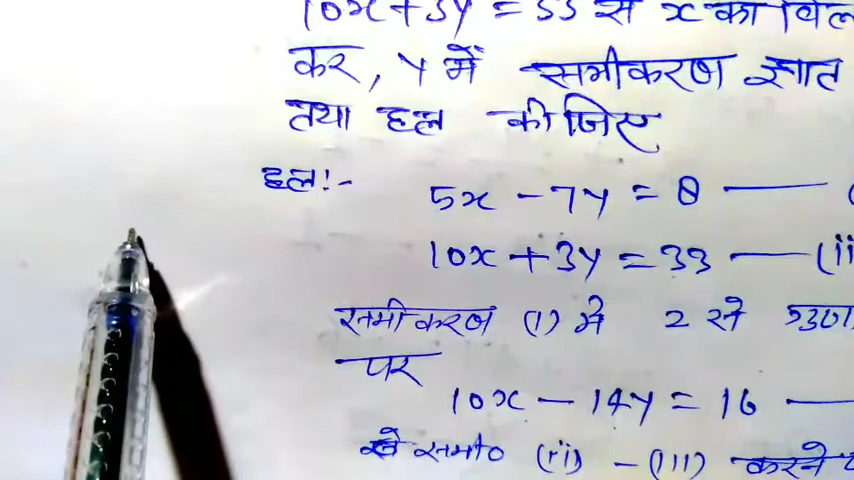 10x+3y = 33 से x का विल
कर, y में समीकरण ज्ञात
तथा हल कीजिए
हल:-
5x - 7y = 8 — (
10x + 3y = 33 — (ii
समीकरण (i) में 2 से गुणा
पर
10x - 14y = 16 —
समी० (ii) - (iii) करने प